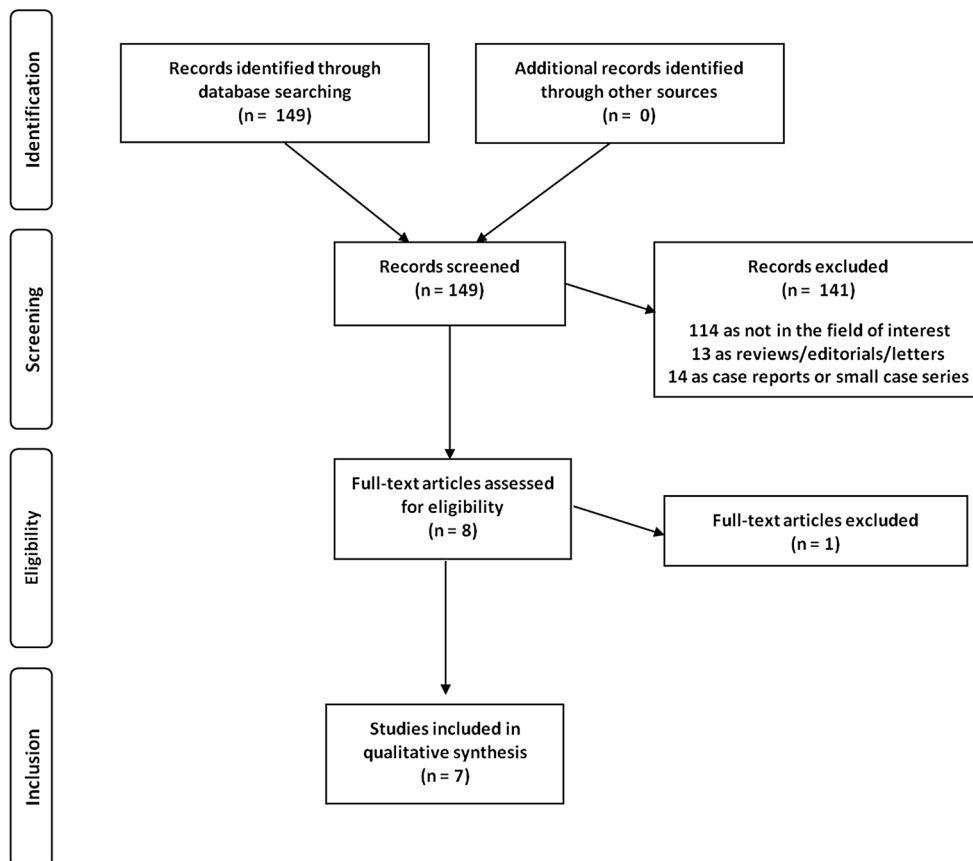 Identification
Records identified through
database searching
(n =  149)
Additional records identified
through other sources
(n =  0)
Screening
Records screened
(n = 149)
Records excluded
(n =  141)
114 as not in the field of interest
13 as reviews/editorials/letters
14 as case reports or small case series
Eligibility
Full-text articles assessed
for eligibility
(n = 8)
Full-text articles excluded
(n = 1)
Inclusion
Studies included in
qualitative synthesis
(n = 7)